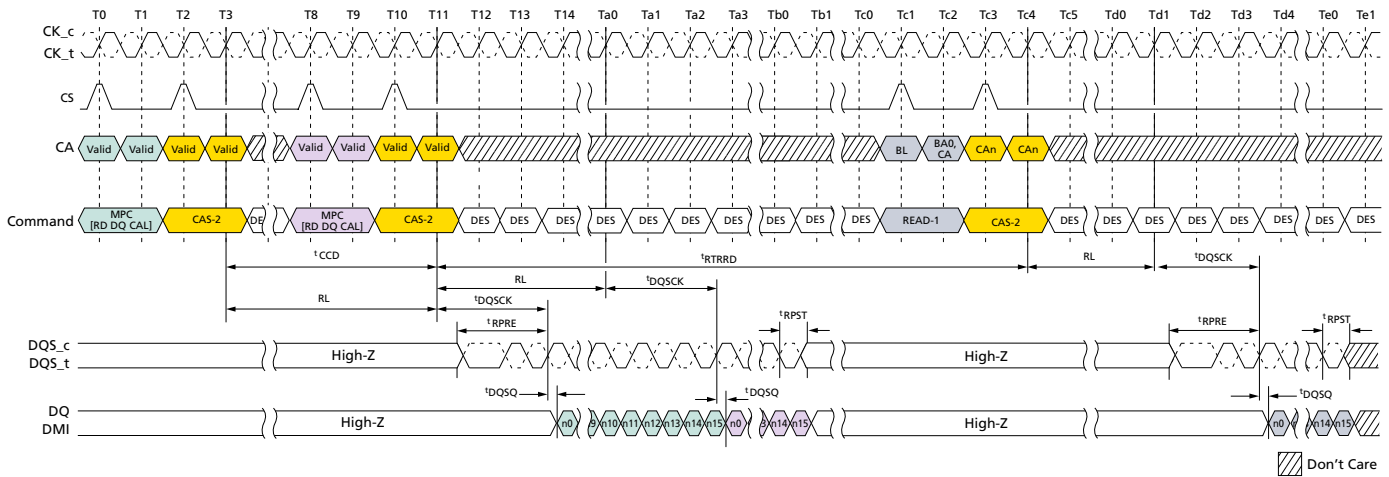 T0 T1 T2 T3 T8 T9 T10 T11 T12 T13 T14 Ta0 Ta1 Ta2 Ta3 Tb0 Tb1 Tc0 Tc1 Tc2 Tc3 Tc4 Tc5 Td0 Td1 Td2 Td3 Td4 Te0 Te1
CK_c
CK_t
CS
CA Valid Valid Valid Valid Valid Valid Valid Valid BL BA0, CA CAn CAn
Command MPC [RD DQ CAL] CAS-2 DE MPC [RD DQ CAL] CAS-2 DES DES DES DES DES DES DES DES DES DES READ-1 CAS-2 DES DES DES DES DES DES DES DES
tCCD tRTRRD RL tDQSCK
RL tDQSCK
RL tDQSCK
tRPRE tRPST tRPRE tRPST
DQS_c
DQS_t
High-Z High-Z
tDQSQ tDQSQ tDQSQ
DQ
DMI
High-Z n0 9 n10 n11 n12 n13 n14 n15 n0 3 n14 n15 High-Z n0 n14 n15
Don't Care